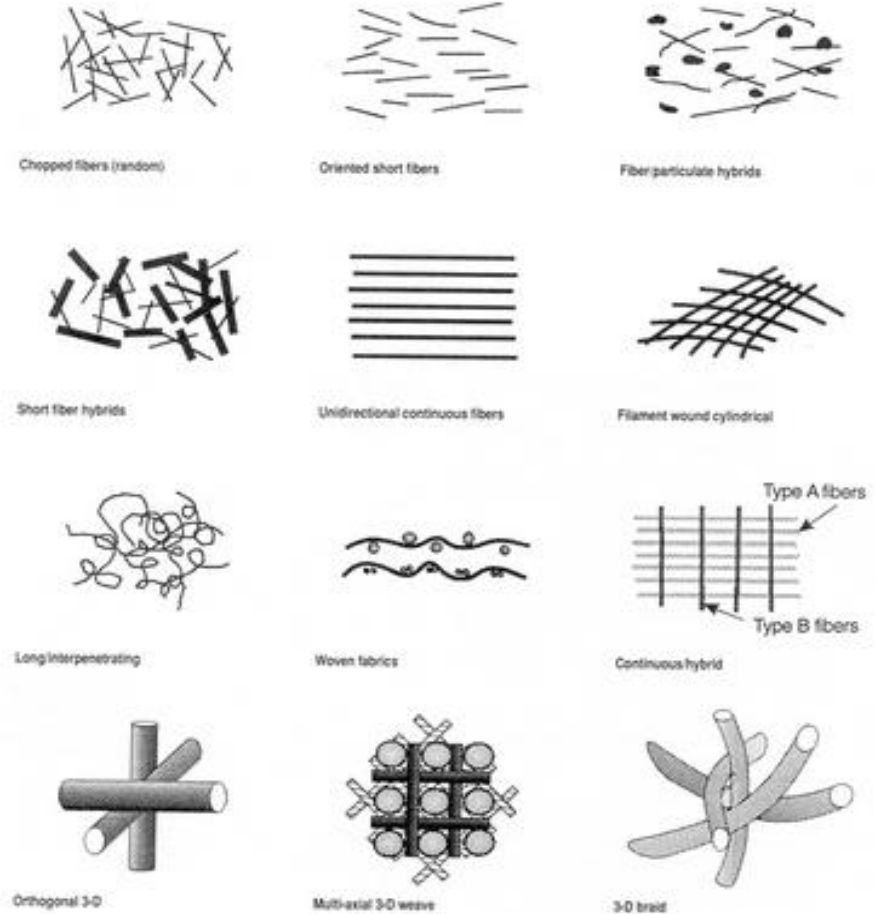 Chopped fibers (random)
Oriented short fibers
Fiber/particulate hybrids
Short fiber hybrids
Unidirectional continuous fibers
Filament wound cylindrical
Type A fibers
Type B fibers
Long/interpenetrating
Woven fabrics
Continuous/hybrid
Orthogonal 3-D
Multi-axial 3-D weave
3-D braid